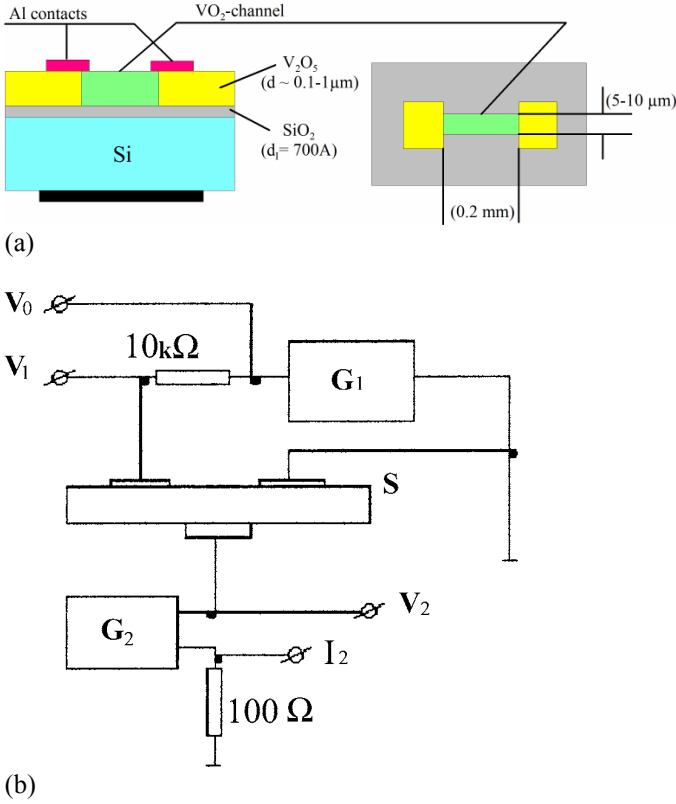 Al contacts
VO₂-channel
V₂O₅
(d ~ 0.1-1μm)
(5-10 μm)
SiO₂
(dᵢ= 700A)
Si
(0.2 mm)
(a)
V₀
10kΩ
V₁
G₁
S
G₂
V₂
I₂
100 Ω
(b)